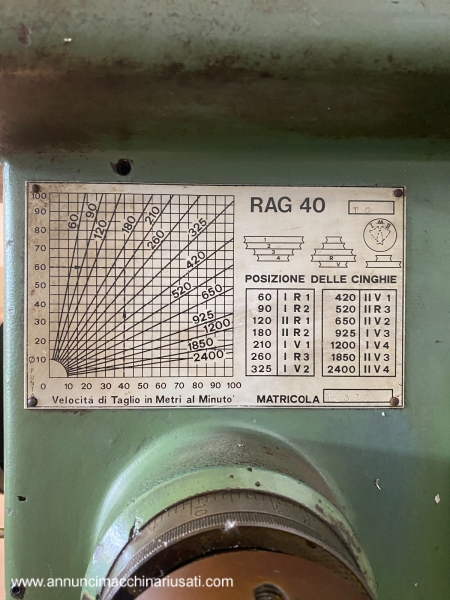 RAG 40
POSIZIONE DELLE CINGHIE
60 I R 1 420 II V 1
90 I R 2 520 II R 3
120 II R 1 650 II V 2
180 II R 2 925 I V 3
210 I V 1 1200 I V 4
260 I R 3 1850 II V 3
325 I V 2 2400 II V 4
MATRICOLA
100
90
80
70
60
50
40
30
20
10
60 90 120 180 210 260 325 420 520 650 925 1200 1850 2400
0 10 20 30 40 50 60 70 80 90 100
Velocità di Taglio in Metri al Minuto'
www.annuncimacchinariusati.com